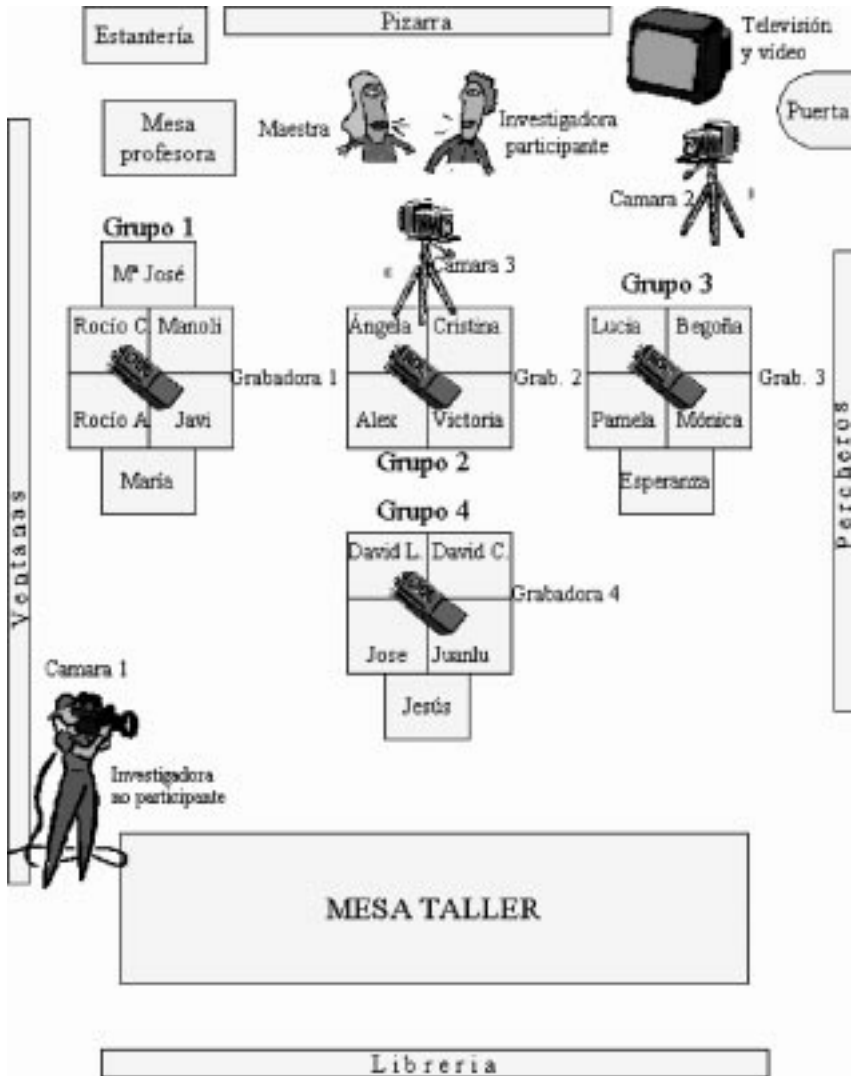 Pizarra
Estantería
Televisión
y vídeo
Puerta
Mesa
profesora
Maestra
Investigadora
participante
Camara 2
Grupo 1
Camara 3
Grupo 3
Mª José
Rocío C Manoli
Ángela Cristina
Lucia Begoña
Grabadora 1
Grab. 2
Grab. 3
Rocío A Javi
Alex Victoria
Pamela Mónica
María
Grupo 2
Esperanza
Percheros
Ventanas
Grupo 4
David L. David C.
Grabadora 4
Jose Juanlu
Jesús
Camara 1
Investigadora
no participante
MESA TALLER
Libreria